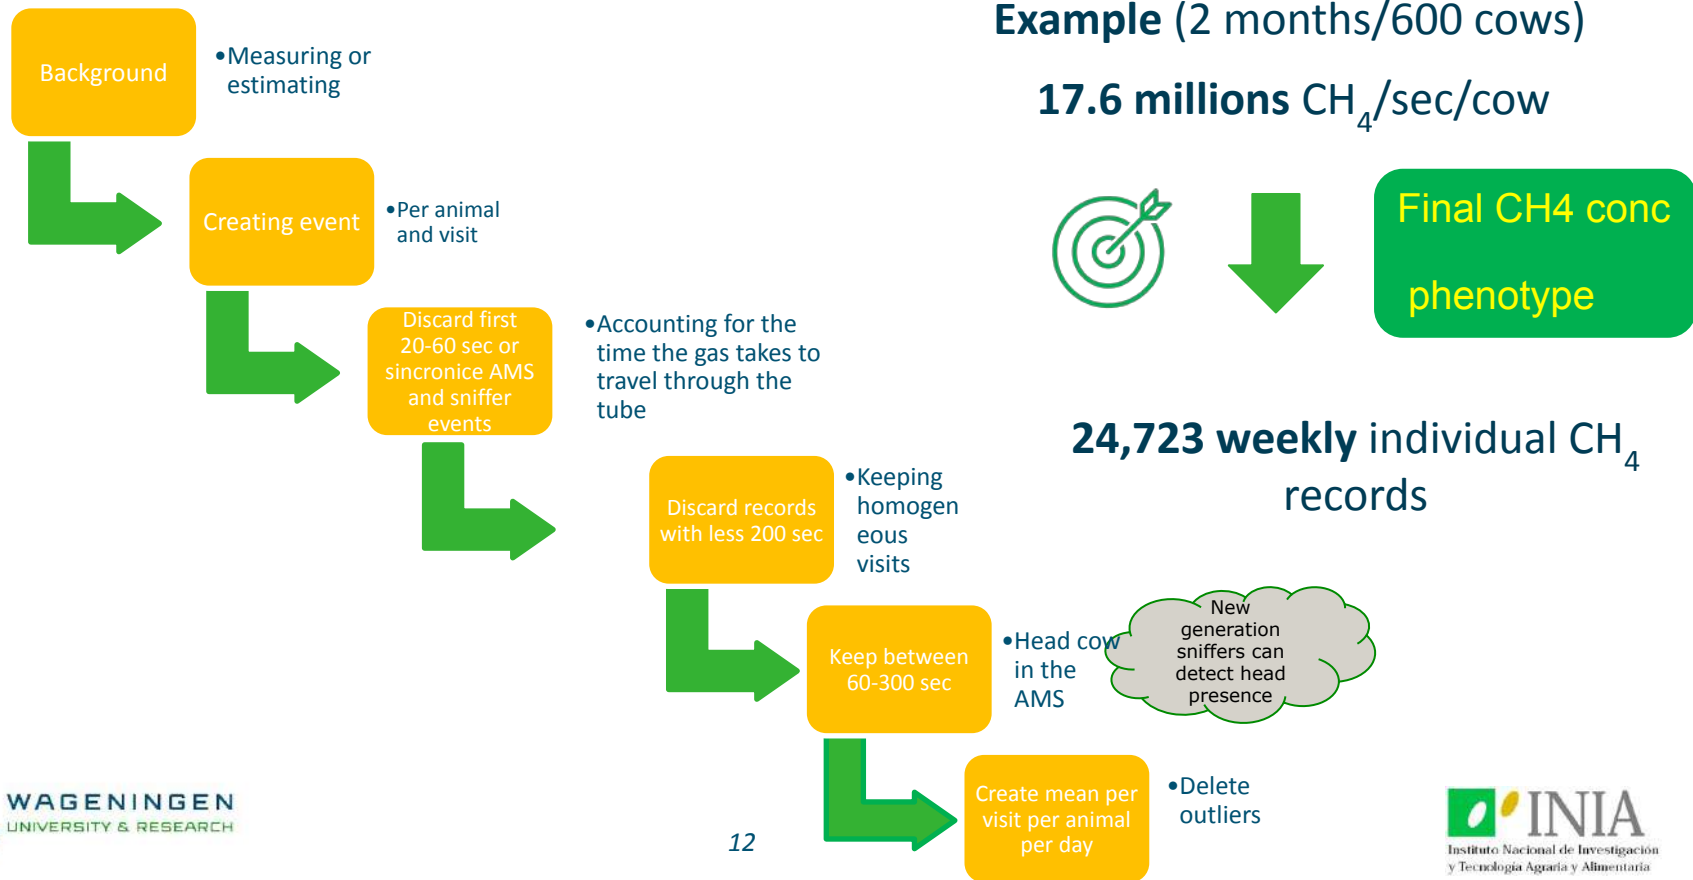 Background
•Measuring or
estimating
Creating event
•Per animal
and visit
Discard first
20-60 sec or
sincronice AMS
and sniffer
events
•Accounting for the
time the gas takes to
travel through the
tube
Discard records
with less 200 sec
•Keeping
homogen
eous
visits
Keep between
60-300 sec
•Head cow
in the
AMS
New
generation
sniffers can
detect head
presence
Create mean per
visit per animal
per day
•Delete
outliers
Example (2 months/600 cows)
17.6 millions CH4/sec/cow
Final CH4 conc
phenotype
24,723 weekly individual CH4
records
WAGENINGEN
UNIVERSITY & RESEARCH
12
INIA
Instituto Nacional de Investigación
y Tecnología Agraria y Alimentaria